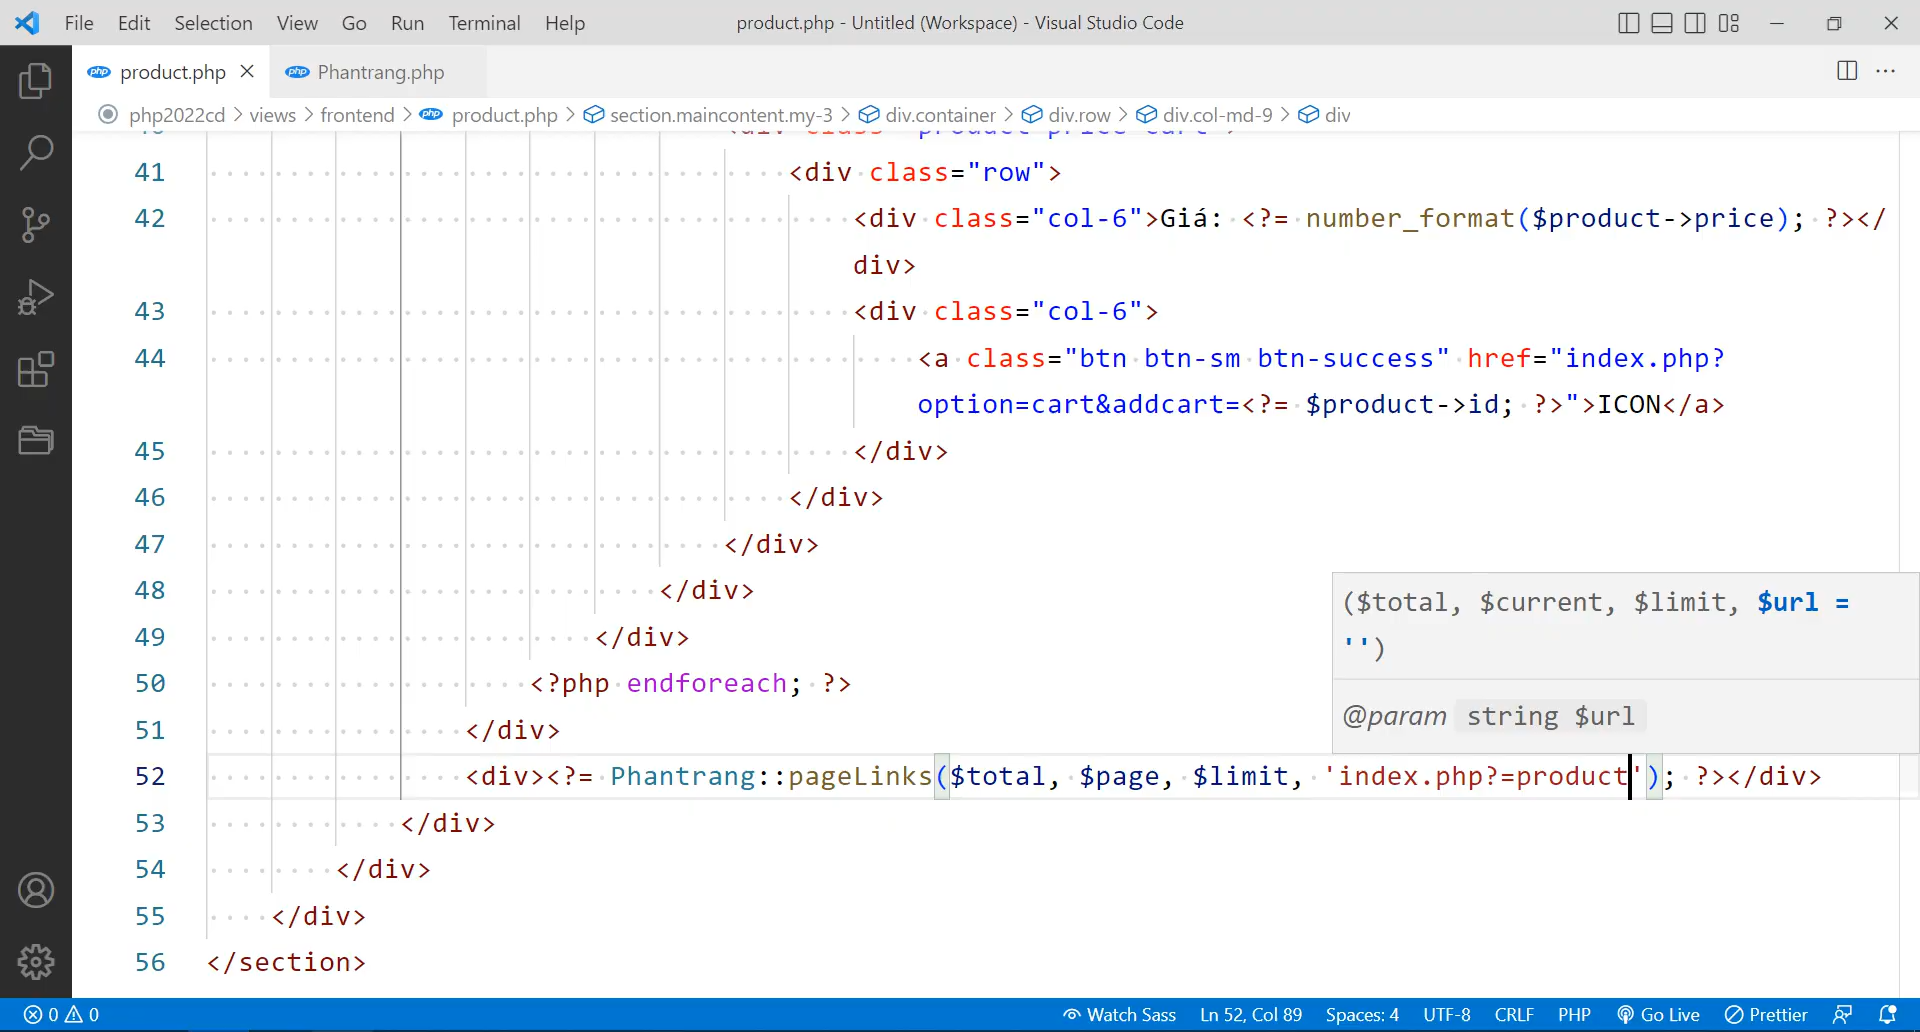 File Edit Selection View Go Run Terminal Help product.php - Untitled (Workspace) - Visual Studio Code
php product.php php Phantrang.php
php2022cd > views > frontend > php product.php > section.maincontent.my-3 > div.container > div.row > div.col-md-9 > div
41 <div class="row">
42 <div class="col-6">Giá: <?= number_format($product->price); ?></
div>
43 <div class="col-6">
44 <a class="btn btn-sm btn-success" href="index.php?
option=cart&addcart=<?= $product->id; ?>">ICON</a>
45 </div>
46 </div>
47 </div>
48 </div>
49 </div>
50 <?php endforeach; ?>
51 </div>
52 <div><?= Phantrang::pageLinks($total, $page, $limit, 'index.php?=product'); ?></div>
53 </div>
54 </div>
55 </div>
56 </section>
($total, $current, $limit, $url =
'')
@param string $url
0 0 Watch Sass Ln 52, Col 89 Spaces: 4 UTF-8 CRLF PHP Go Live Prettier